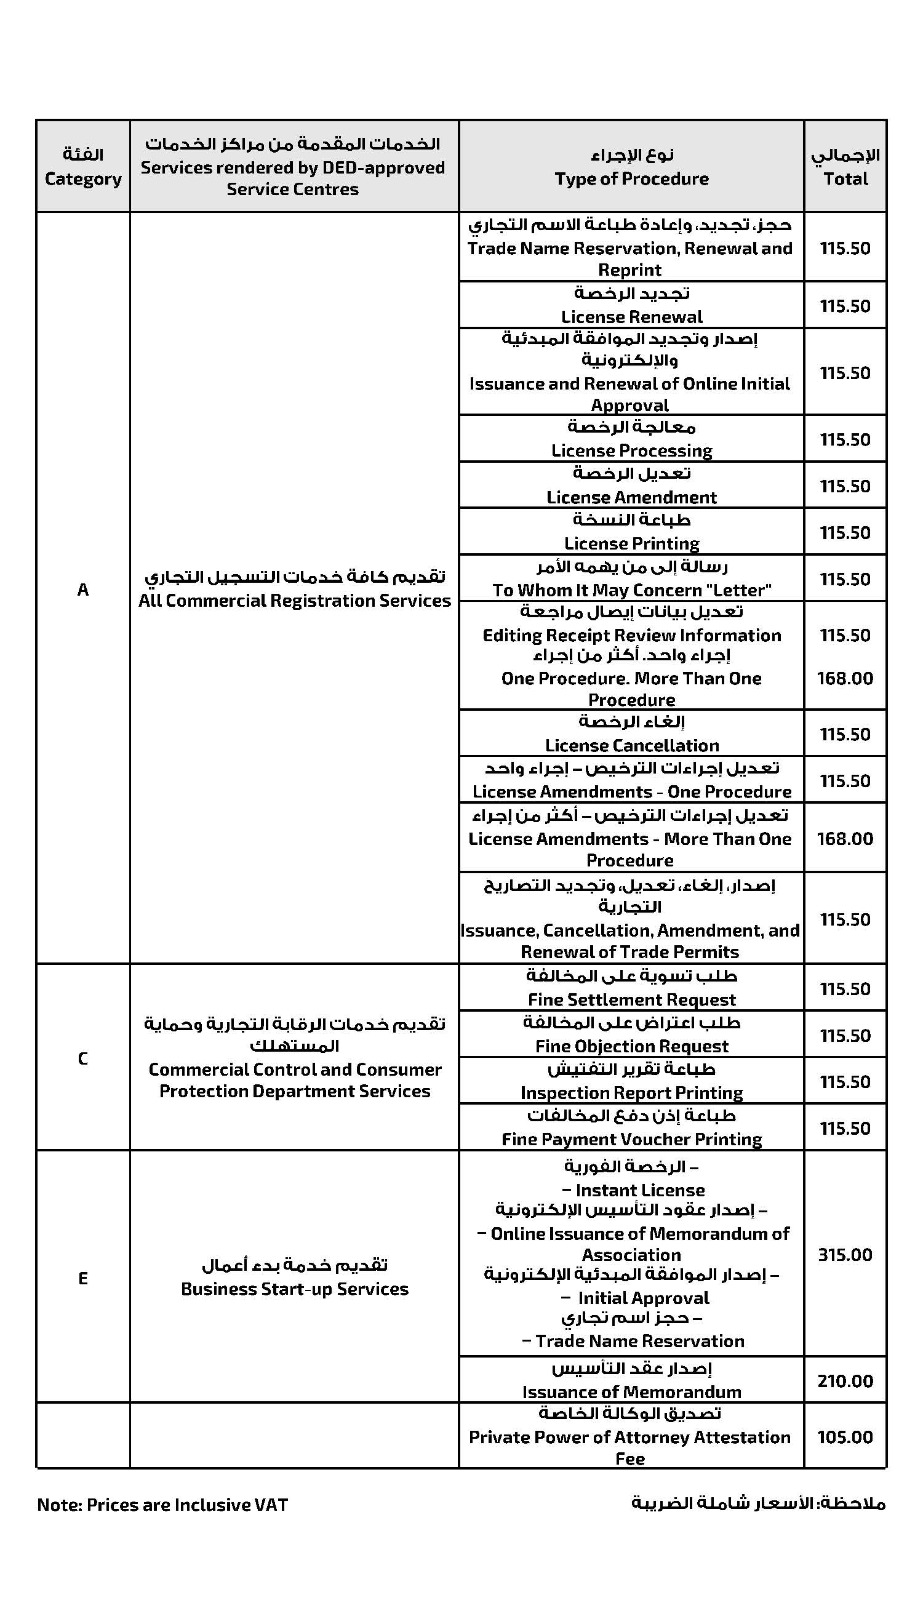 الفئة
Category
الخدمات المقدمة من مراكز الخدمات
Services rendered by DED-approved
Service Centres
نوع الإجراء
Type of Procedure
الإجمالي
Total
A
تقديم كافة خدمات التسجيل التجاري
All Commercial Registration Services
حجز، تجديد، وإعادة طباعة الاسم التجاري
Trade Name Reservation, Renewal and
Reprint
115.50
تجديد الرخصة
License Renewal
115.50
إصدار وتجديد الموافقة المبدئية
والإلكترونية
Issuance and Renewal of Online Initial
Approval
115.50
معالجة الرخصة
License Processing
115.50
تعديل الرخصة
License Amendment
115.50
طباعة النسخة
License Printing
115.50
رسالة إلى من يهمه الأمر
To Whom It May Concern "Letter"
115.50
تعديل بيانات إيصال مراجعة
Editing Receipt Review Information
115.50
إجراء واحد. أكثر من إجراء
One Procedure. More Than One
Procedure
168.00
إلغاء الرخصة
License Cancellation
115.50
تعديل إجراءات الترخيص – إجراء واحد
License Amendments - One Procedure
115.50
تعديل إجراءات الترخيص – أكثر من إجراء
License Amendments - More Than One
Procedure
168.00
إصدار، إلغاء، تعديل، وتجديد التصاريح
التجارية
Issuance, Cancellation, Amendment, and
Renewal of Trade Permits
115.50
C
تقديم خدمات الرقابة التجارية وحماية
المستهلك
Commercial Control and Consumer
Protection Department Services
طلب تسوية على المخالفة
Fine Settlement Request
115.50
طلب اعتراض على المخالفة
Fine Objection Request
115.50
طباعة تقرير التفتيش
Inspection Report Printing
115.50
طباعة إذن دفع المخالفات
Fine Payment Voucher Printing
115.50
E
تقديم خدمة بدء أعمال
Business Start-up Services
– الرخصة الفورية
– Instant License
– إصدار عقود التأسيس الإلكترونية
– Online Issuance of Memorandum of
Association
– إصدار الموافقة المبدئية الإلكترونية
– Initial Approval
– حجز اسم تجاري
– Trade Name Reservation
315.00
إصدار عقد التأسيس
Issuance of Memorandum
210.00
تصديق الوكالة الخاصة
Private Power of Attorney Attestation
Fee
105.00
Note: Prices are Inclusive VAT
ملاحظة: الأسعار شاملة الضريبة